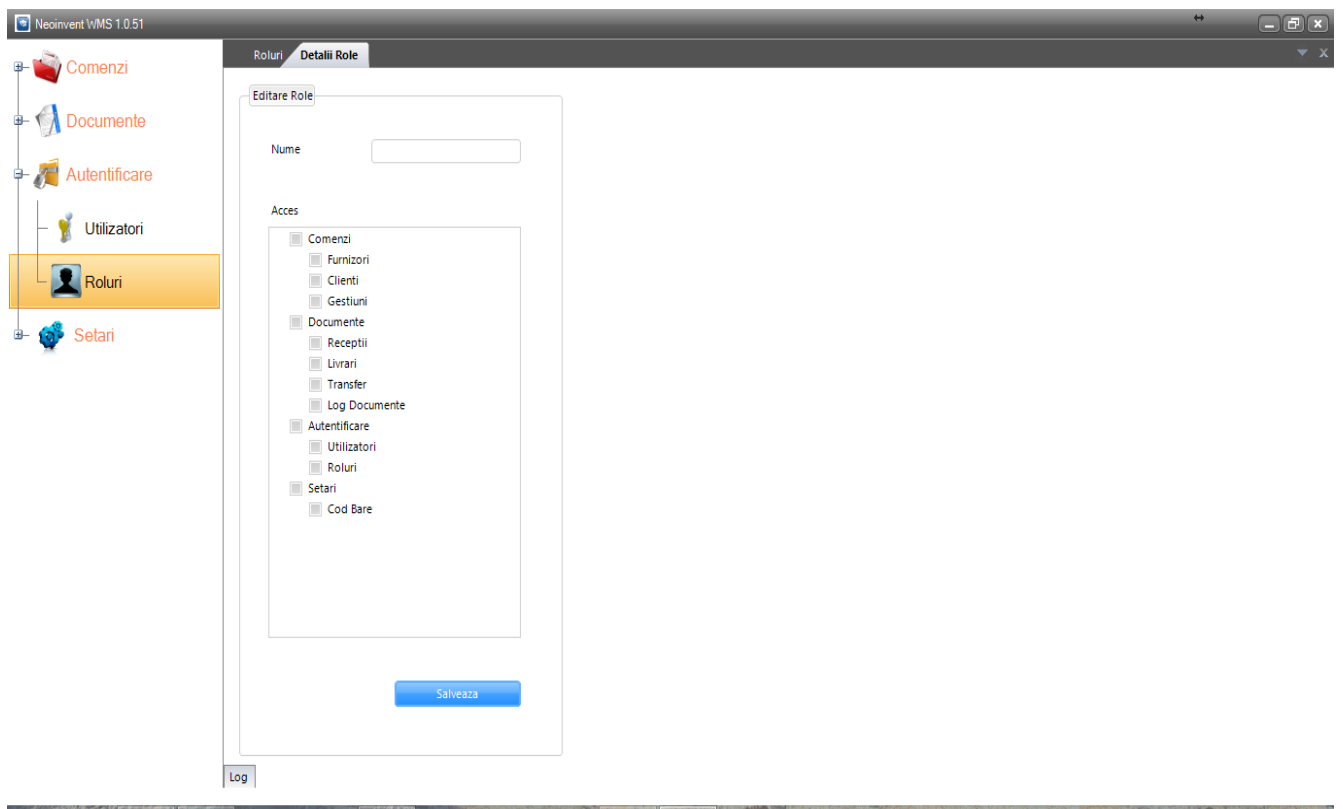 Neoinvent WMS 1.0.51
Comenzi
Documente
Autentificare
Utilizatori
Roluri
Setari
Roluri Detalii Role
Editare Role
Nume
Acces
Comenzi
Furnizori
Clienti
Gestiuni
Documente
Receptii
Livrari
Transfer
Log Documente
Autentificare
Utilizatori
Roluri
Setari
Cod Bare
Salveaza
Log